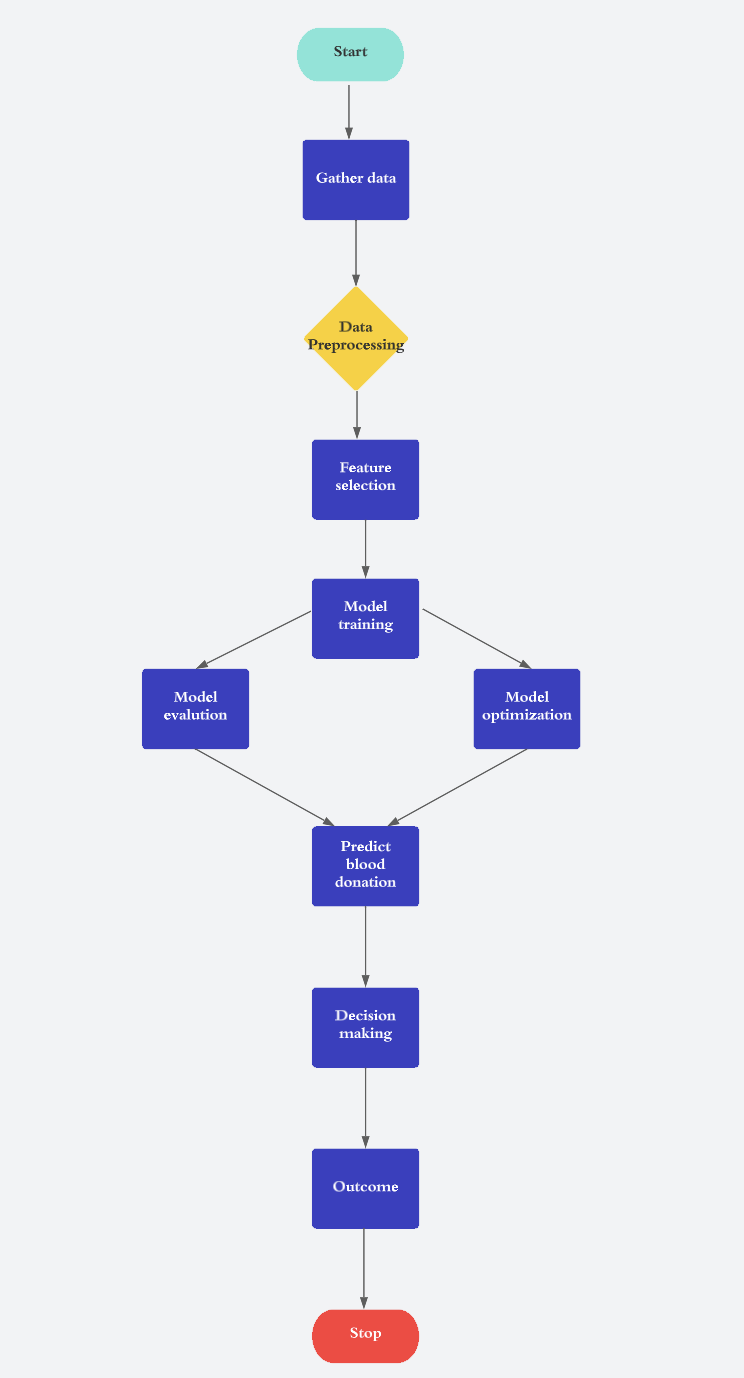 Start
Gather data
Data
Preprocessing
Feature
selection
Model
training
Model
evalution
Model
optimization
Predict
blood
donation
Decision
making
Outcome
Stop